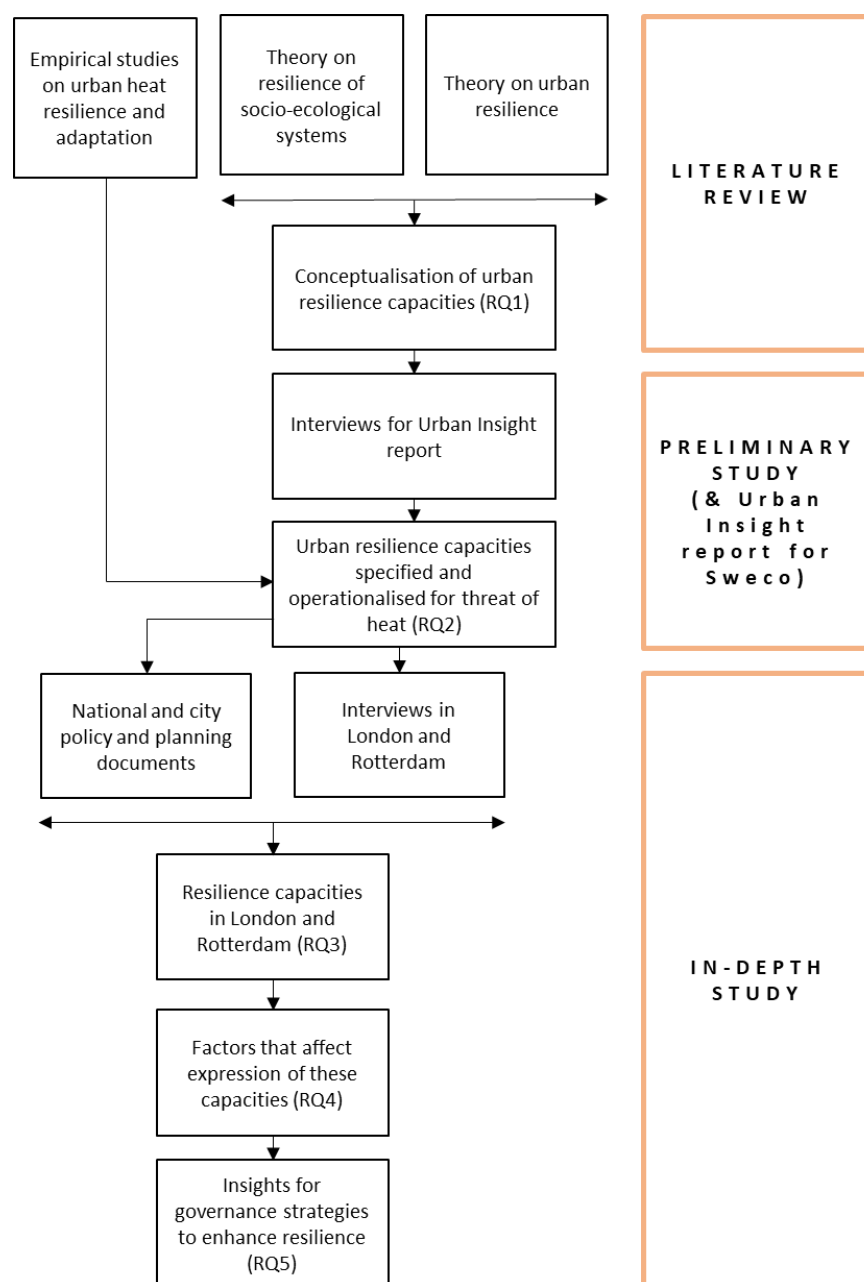 Empirical studies
on urban heat
resilience and
adaptation
Theory on
resilience of
socio-ecological
systems
Theory on urban
resilience
LITERATURE
REVIEW
Conceptualisation of urban
resilience capacities (RQ1)
Interviews for Urban Insight
report
PRELIMINARY
STUDY
(& Urban
Insight
report for
Sweco)
Urban resilience capacities
specified and
operationalised for threat of
heat (RQ2)
National and city
policy and planning
documents
Interviews in
London and
Rotterdam
Resilience capacities
in London and
Rotterdam (RQ3)
IN-DEPTH
STUDY
Factors that affect
expression of these
capacities (RQ4)
Insights for
governance strategies
to enhance resilience
(RQ5)